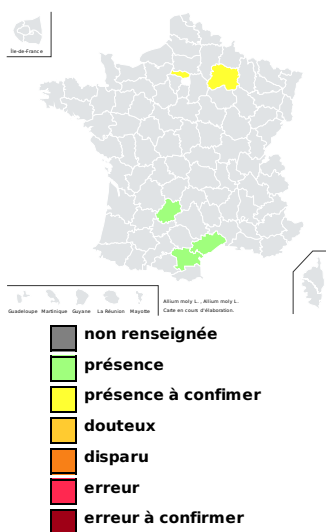 Île-de-France
Guadeloupe Martinique Guyane La Réunion Mayotte
Allium moly L. , Allium moly L.
Carte en cours d'élaboration.
non renseignée
présence
présence à confimer
douteux
disparu
erreur
erreur à confirmer